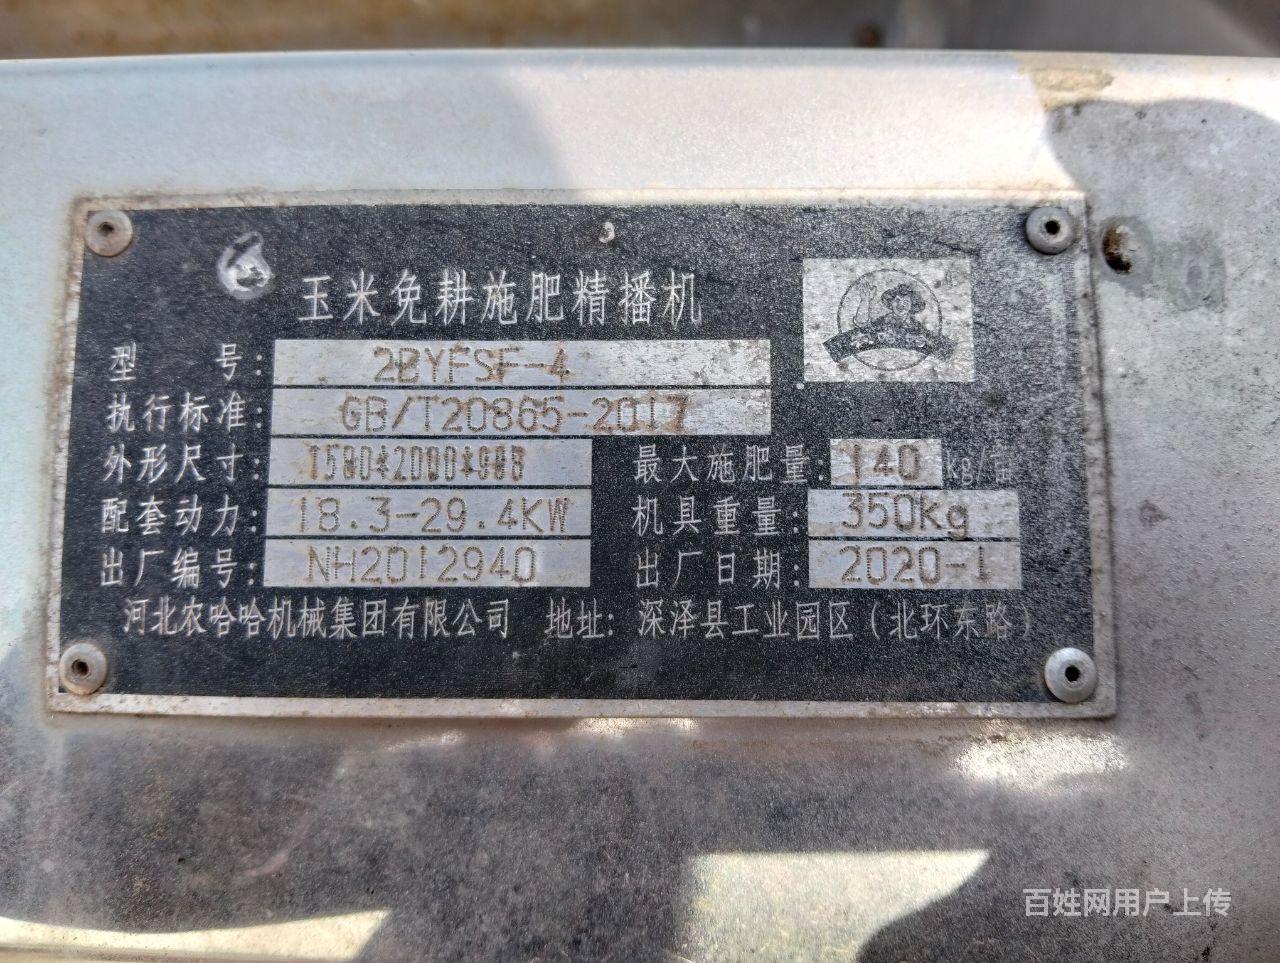 玉米免耕施肥精播机
型号：2BYFSF-4
执行标准：GB/T20865-2017
外形尺寸： 最大施肥量：140kg/亩
配套动力：18.3-29.4KW 机具重量：350kg
出厂编号：NH2012940 出厂日期：2020-1
河北农哈哈机械集团有限公司 地址：深泽县工业园区（北环东路）
百姓网用户上传